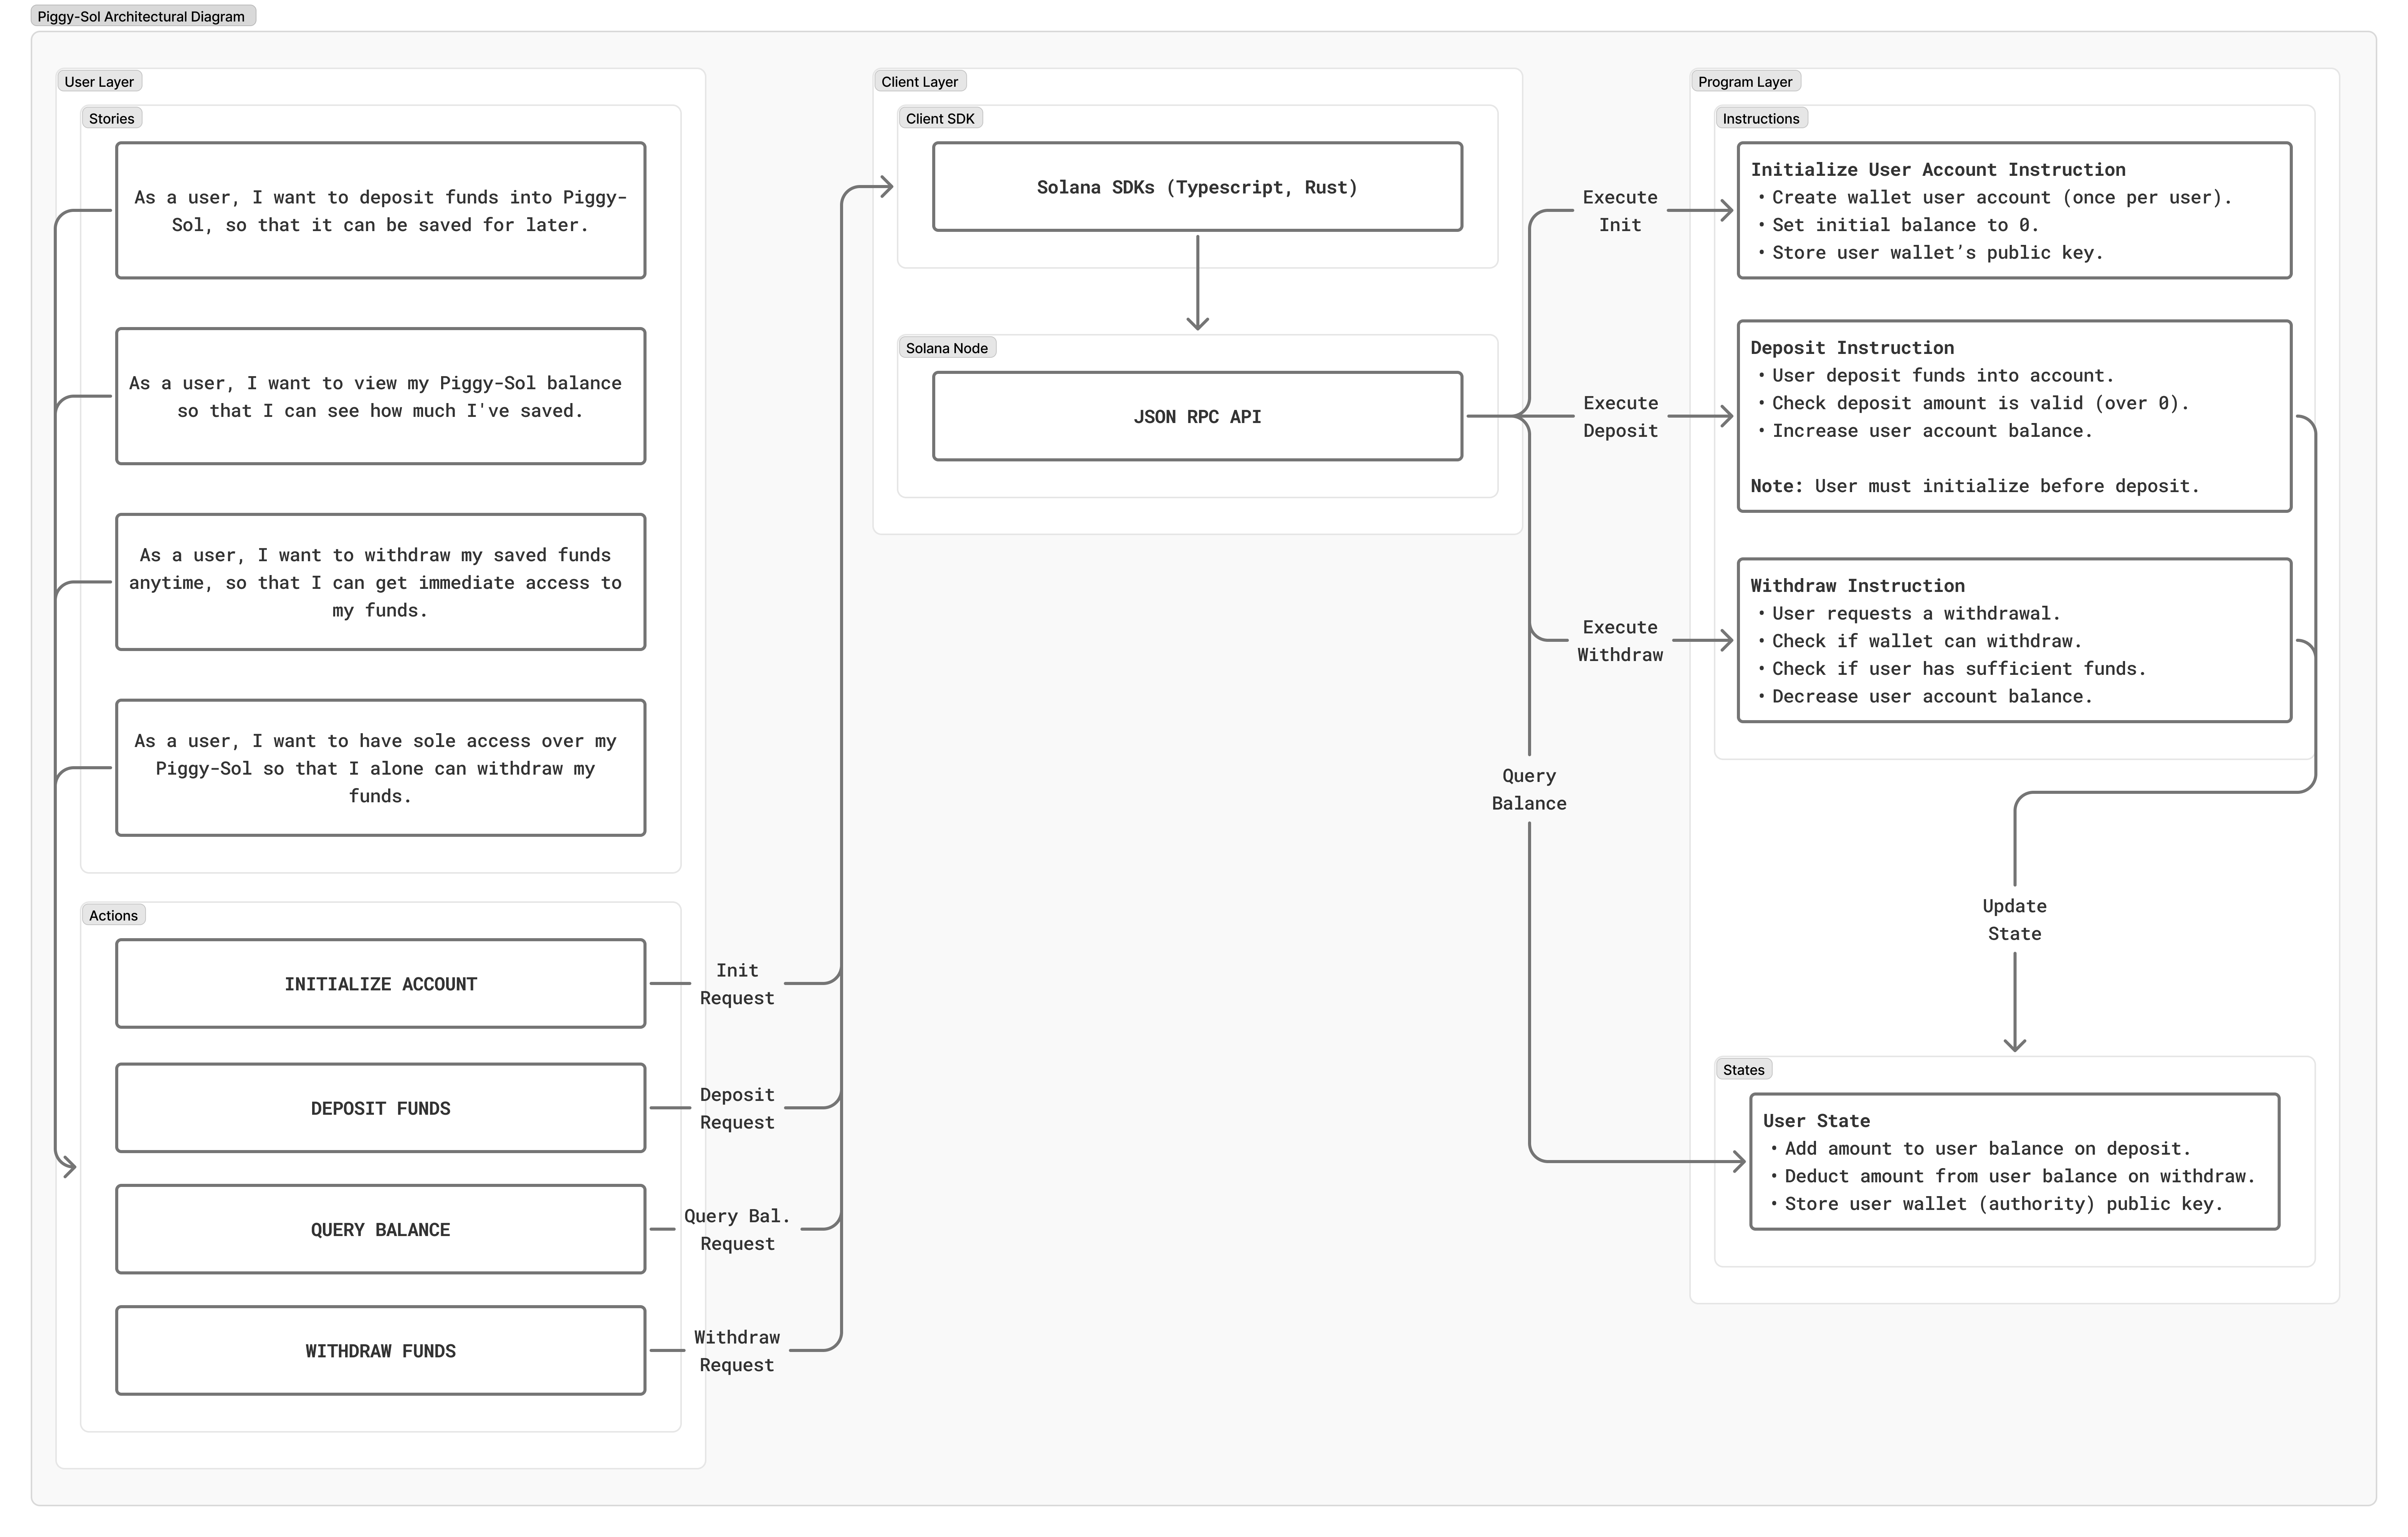 Piggy-Sol Architectural Diagram
User Layer
Stories
As a user, I want to deposit funds into Piggy-
Sol, so that it can be saved for later.
As a user, I want to view my Piggy-Sol balance
so that I can see how much I've saved.
As a user, I want to withdraw my saved funds
anytime, so that I can get immediate access to
my funds.
As a user, I want to have sole access over my
Piggy-Sol so that I alone can withdraw my
funds.
Actions
INITIALIZE ACCOUNT
DEPOSIT FUNDS
QUERY BALANCE
WITHDRAW FUNDS
Init
Request
Deposit
Request
Query Bal.
Request
Withdraw
Request
Client Layer
Client SDK
Solana SDKs (Typescript, Rust)
Solana Node
JSON RPC API
Execute
Init
Execute
Deposit
Execute
Withdraw
Query
Balance
Program Layer
Instructions
Initialize User Account Instruction
• Create wallet user account (once per user).
• Set initial balance to 0.
• Store user wallet’s public key.
Deposit Instruction
• User deposit funds into account.
• Check deposit amount is valid (over 0).
• Increase user account balance.
Note: User must initialize before deposit.
Withdraw Instruction
• User requests a withdrawal.
• Check if wallet can withdraw.
• Check if user has sufficient funds.
• Decrease user account balance.
Update
State
States
User State
• Add amount to user balance on deposit.
• Deduct amount from user balance on withdraw.
• Store user wallet (authority) public key.